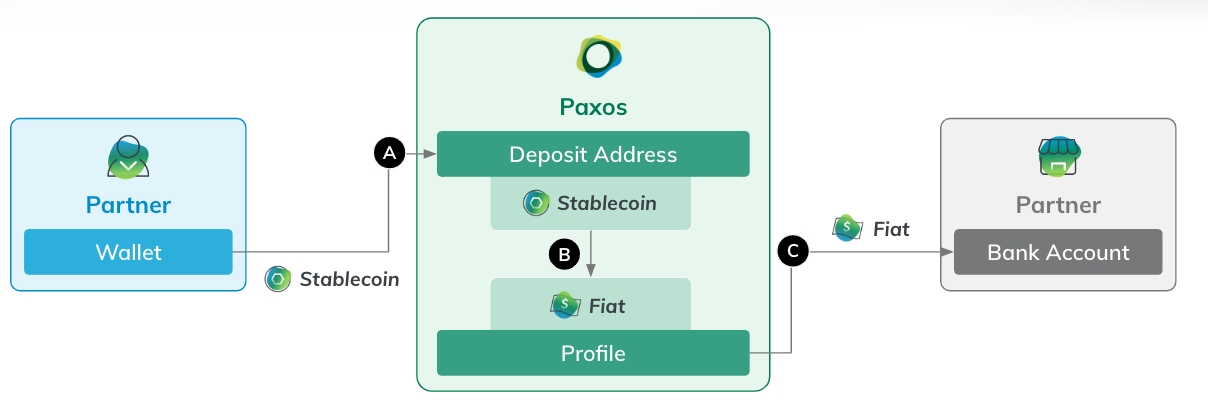 Paxos
Partner
Wallet
Stablecoin
A
Deposit Address
Stablecoin
B
$ Fiat
Profile
C
$ Fiat
Partner
Bank Account